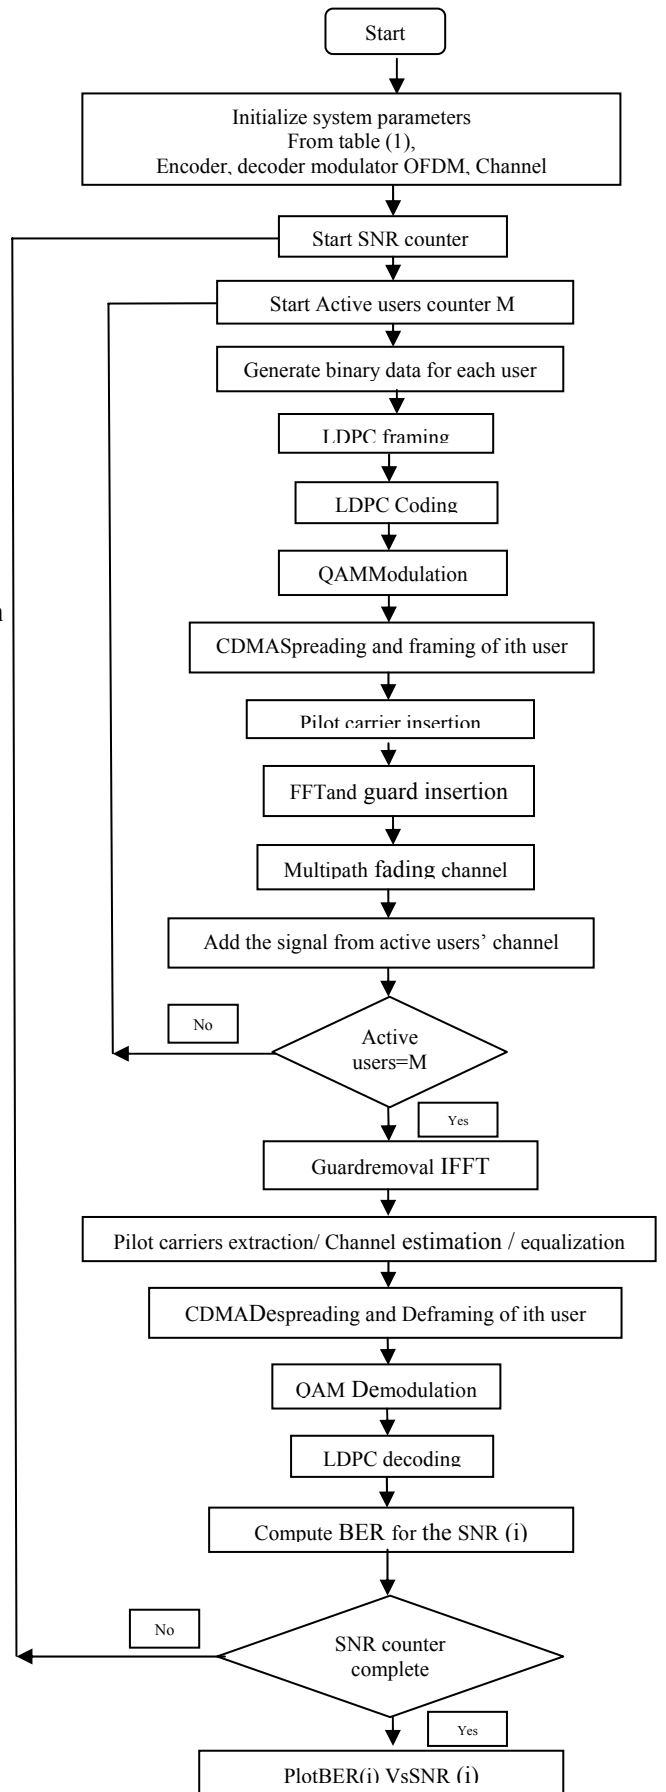 Start
Initialize system parameters
From table (1),
Encoder, decoder modulator OFDM, Channel
Start SNR counter
Start Active users counter M
Generate binary data for each user
LDPC framing
LDPC Coding
QAMModulation
CDMASpreading and framing of ith user
Pilot carrier insertion
FFTand guard insertion
Multipath fading channel
Add the signal from active users' channel
No
Active
users=M
Yes
Guardremoval IFFT
Pilot carriers extraction/ Channel estimation / equalization
CDMADespreading and Deframing of ith user
QAM Demodulation
LDPC decoding
Compute BER for the SNR (i)
No
SNR counter
complete
Yes
PlotBER(i) VsSNR (i)